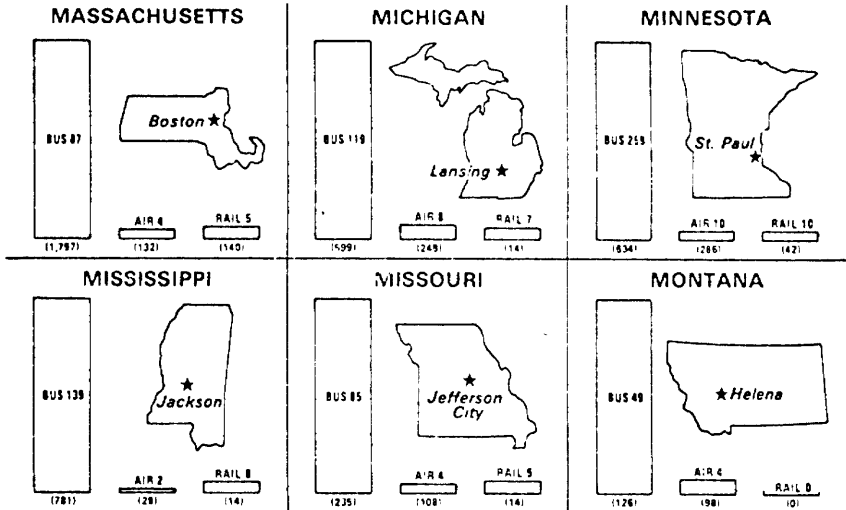 MASSACHUSETTS
BUS 87
Boston
AIR 4
RAIL 5
(1,797)
(132)
(140)
MICHIGAN
BUS 119
Lansing
AIR 8
RAIL 7
(599)
(249)
(14)
MINNESOTA
BUS 259
St. Paul
AIR 10
RAIL 10
(634)
(286)
(42)
MISSISSIPPI
BUS 139
Jackson
AIR 2
RAIL 8
(781)
(28)
(14)
MISSOURI
BUS 85
Jefferson
City
AIR 4
RAIL 5
(235)
(108)
(14)
MONTANA
BUS 49
Helena
AIR 4
RAIL 0
(126)
(98)
(0)